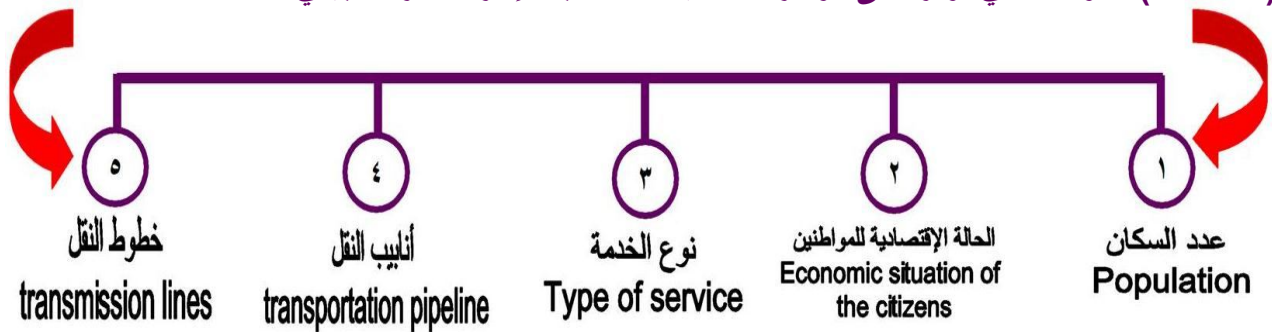 ١
عدد السكان
Population
٢
الحالة الإقتصادية للمواطنين
Economic situation of
the citizens
٣
نوع الخدمة
Type of service
٤
أنابيب النقل
transportation pipeline
٥
خطوط النقل
transmission lines